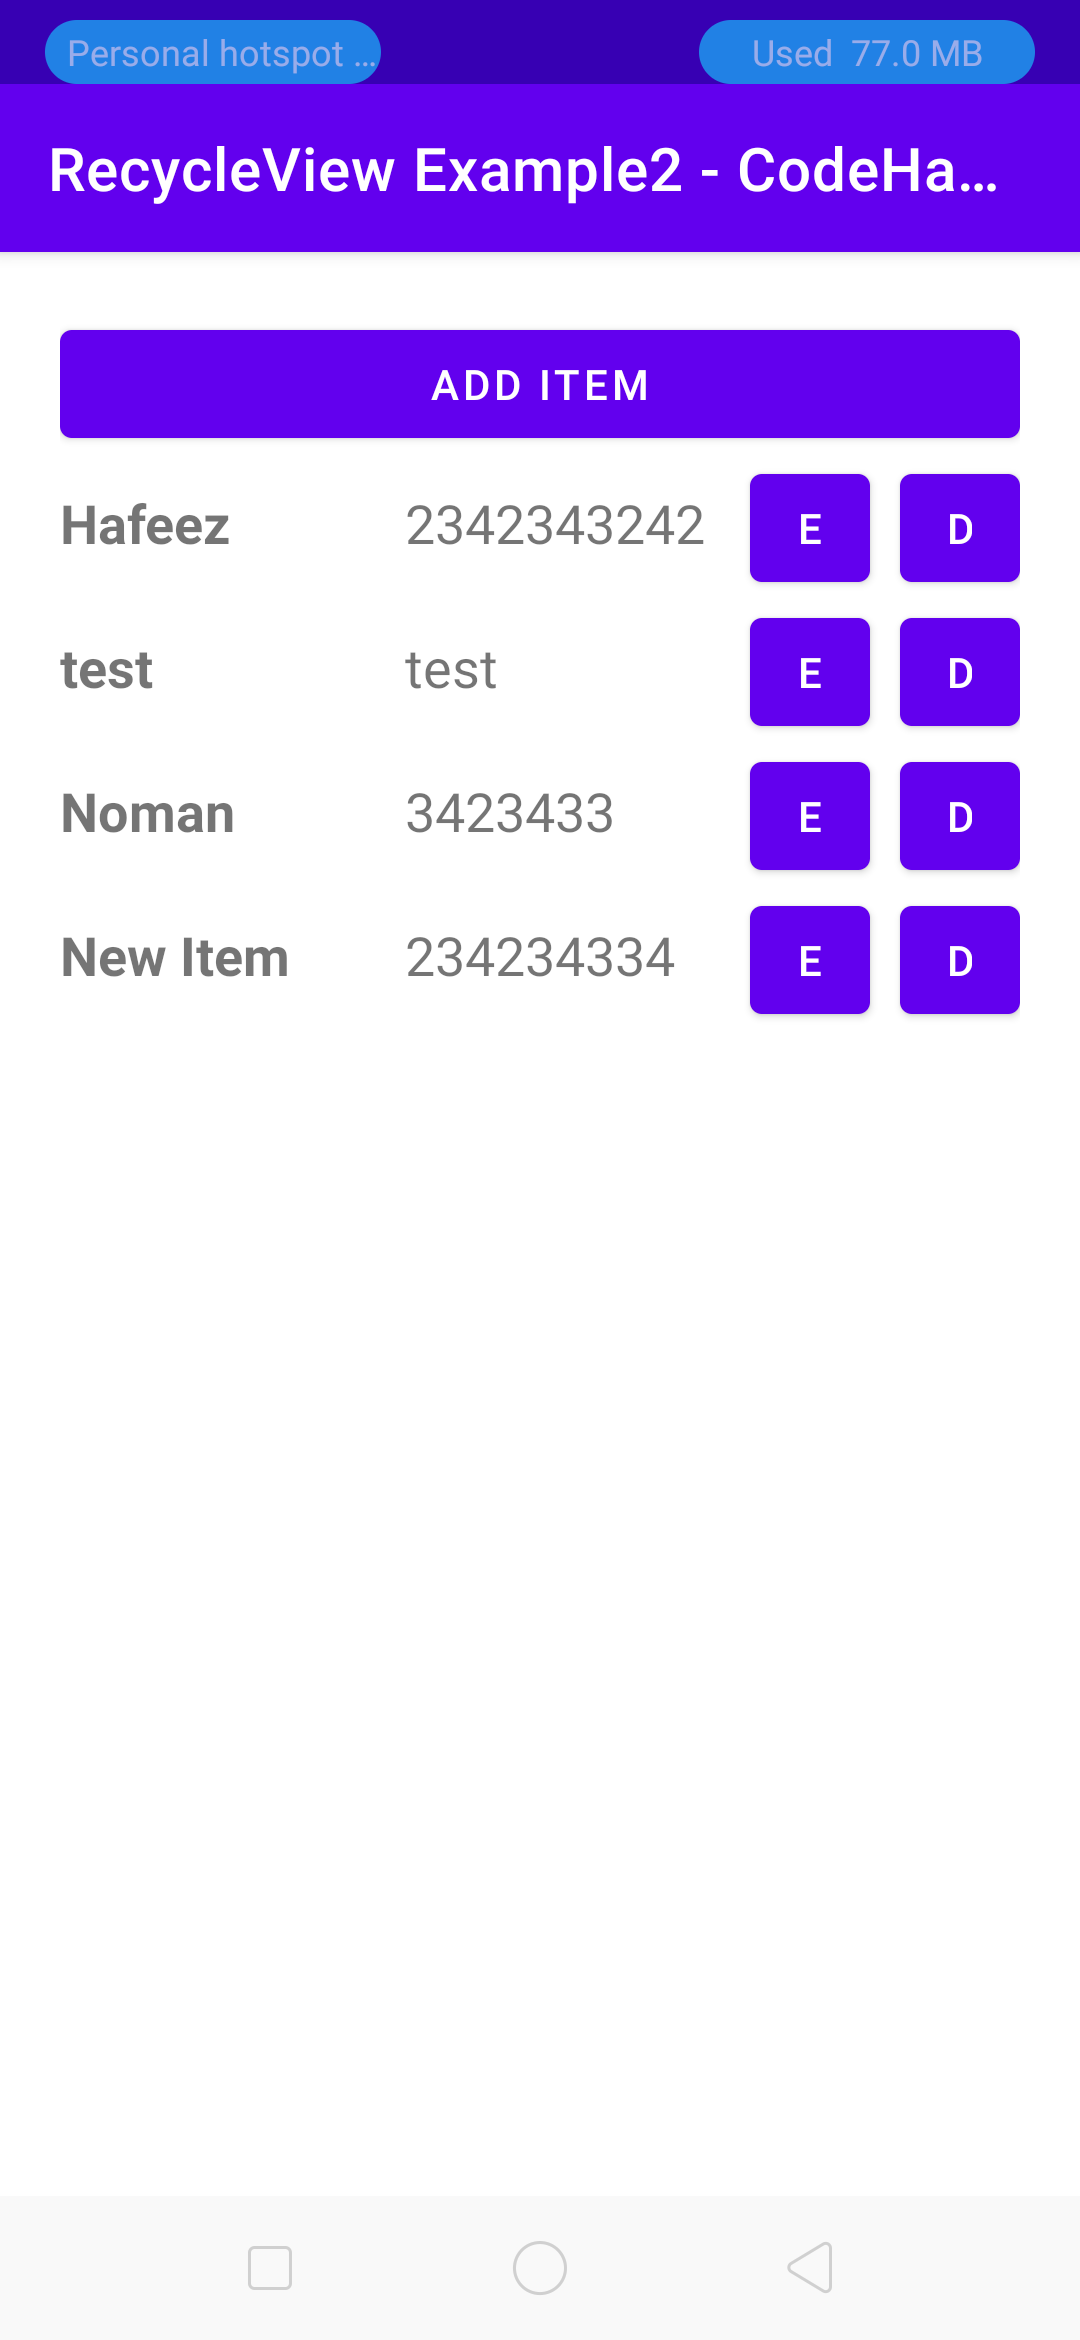 Personal hotspot ... Used 77.0 MB
RecycleView Example2 - CodeHa...
ADD ITEM
Hafeez 2342343242 E D
test test E D
Noman 3423433 E D
New Item 234234334 E D